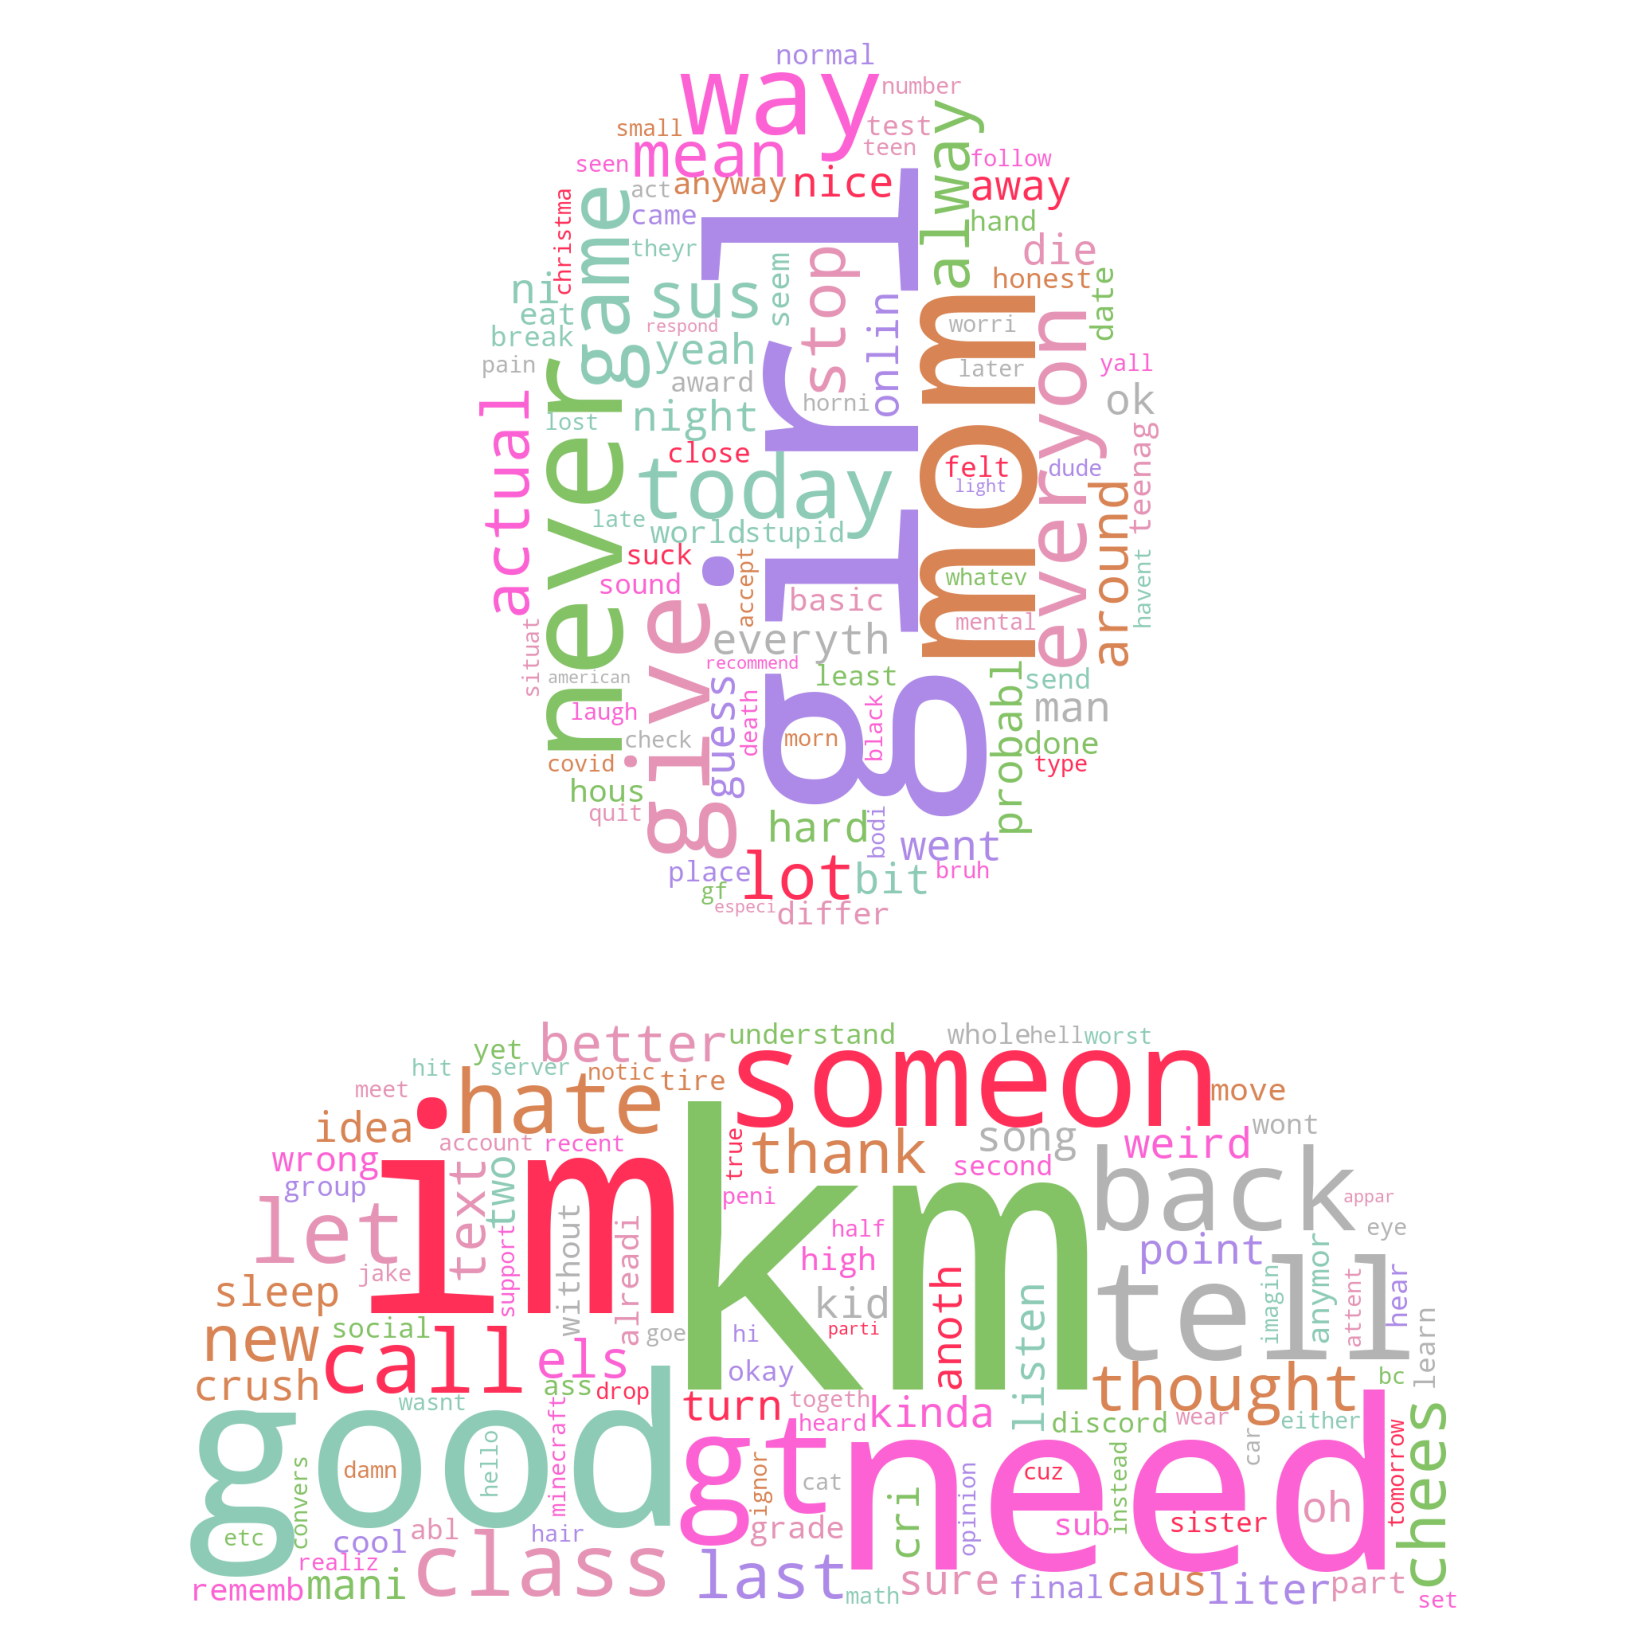 normal
way
number
small
test
alway
mean
teen
seen
follow
anyway
nice
away
act
christma
game
came
hand
theyr
l
die
stop
seem
sus
honest
date
ni
onlin
eat
respond
worri
break
yeah
mom
everyon
pain
later
yall
award
horni
actual
never
night
girl
ok
lost
close
felt
dude
teenag
today
light
late
world
stupid
around
suck
accept
whatev
havent
sound
give
basic
mental
everyth
situat
recommend
american
least
probabl
send
laugh
guess
death
black
man
check
morn
done
covid
type
hous
quit
hard
bodi
went
place
lot
bit
bruh
gf
especi
differ
better
understand
whole
hell
worst
yet
someon
hit
server
notic
tire
meet
hate
move
im
km
idea
account
recent
true
thank
song
weird
wont
wrong
text
two
second
back
group
peni
appar
let
without
half
eye
support
alreadi
high
point
jake
anymor
sleep
kid
tell
imagin
attent
hear
anoth
listen
new
social
goe
hi
parti
learn
call
els
okay
crush
ass
drop
thought
bc
good
wasnt
turn
togeth
heard
kinda
discord
wear
either
chees
minecraft
gt
need
car
tomorrow
damn
hello
ignor
cat
cuz
instead
convers
opinion
etc
cool
abl
hair
grade
cri
sub
sister
oh
realiz
class
rememb
mani
last
math
sure
final
caus
liter
part
set